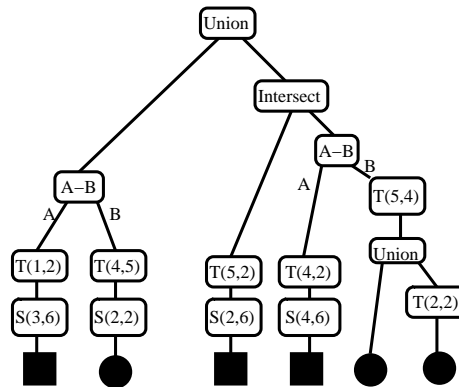 Union
Intersect
A−B
B
A
A−B
T(5,4)
A
B
Union
T(1,2)
T(4,5)
T(5,2)
T(4,2)
T(2,2)
S(3,6)
S(2,2)
S(2,6)
S(4,6)